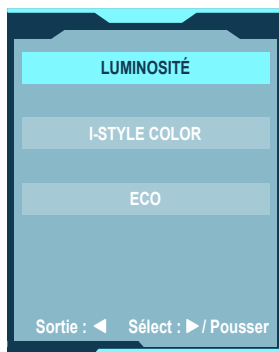 LUMINOSITÉ
I-STYLE COLOR
ECO
Sortie : ◀ Sélect : ▶ / Pousser